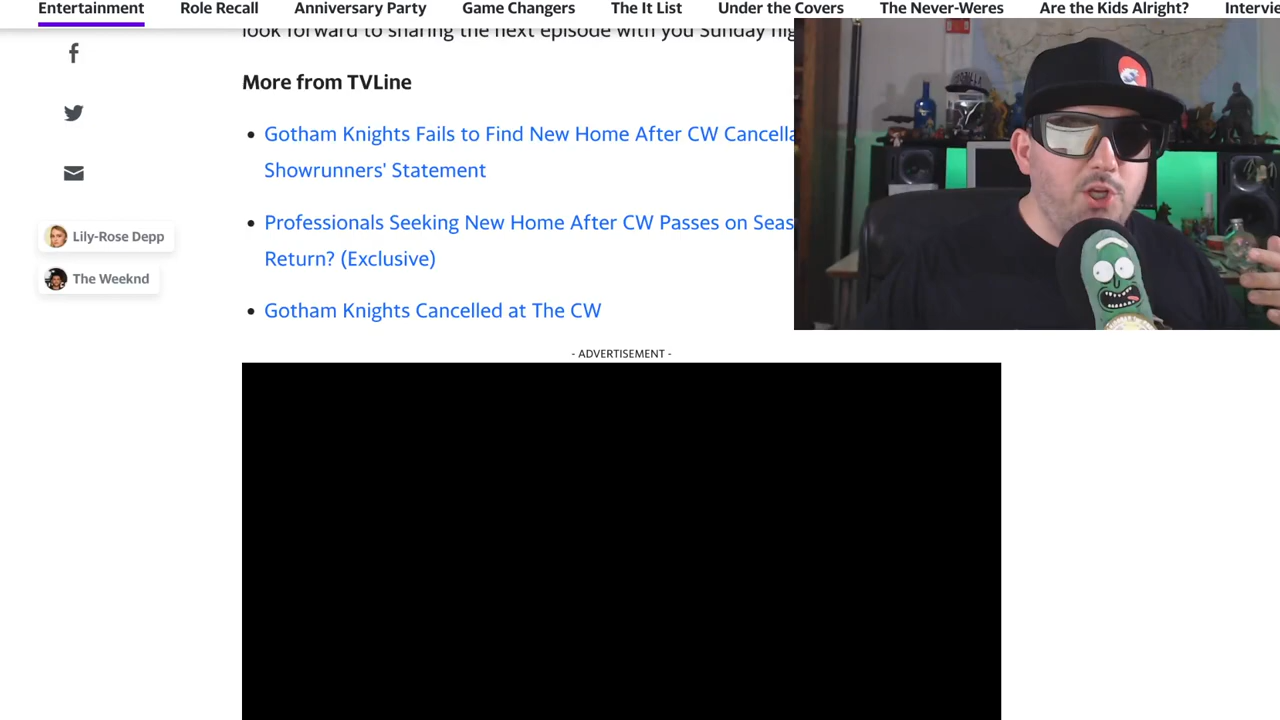 Entertainment Role Recall Anniversary Party Game Changers The It List Under the Covers The Never-Weres Are the Kids Alright? Intervie
look forward to sharing the next episode with you Sunday nig
More from TVLine
Gotham Knights Fails to Find New Home After CW Cancella
Showrunners' Statement
Professionals Seeking New Home After CW Passes on Seas
Return? (Exclusive)
Gotham Knights Cancelled at The CW
Lily-Rose Depp
The Weeknd
- ADVERTISEMENT -